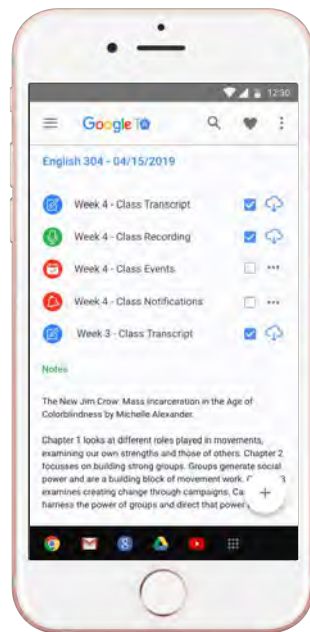 12:30
Google TA
English 304 - 04/15/2019
Week 4 - Class Transcript
Week 4 - Class Recording
Week 4 - Class Events
Week 4 - Class Notifications
Week 3 - Class Transcript
Notes
The New Jim Crow: Mass Incarceration in the Age of
Colorblindness by Michelle Alexander.
Chapter 1 looks at different roles played in movements,
examining our own strengths and those of others. Chapter 2
focusses on building strong groups. Groups generate social
power and are a building block of movement work. 3
examines creating change through campaigns.
harness the power of groups and direct that power